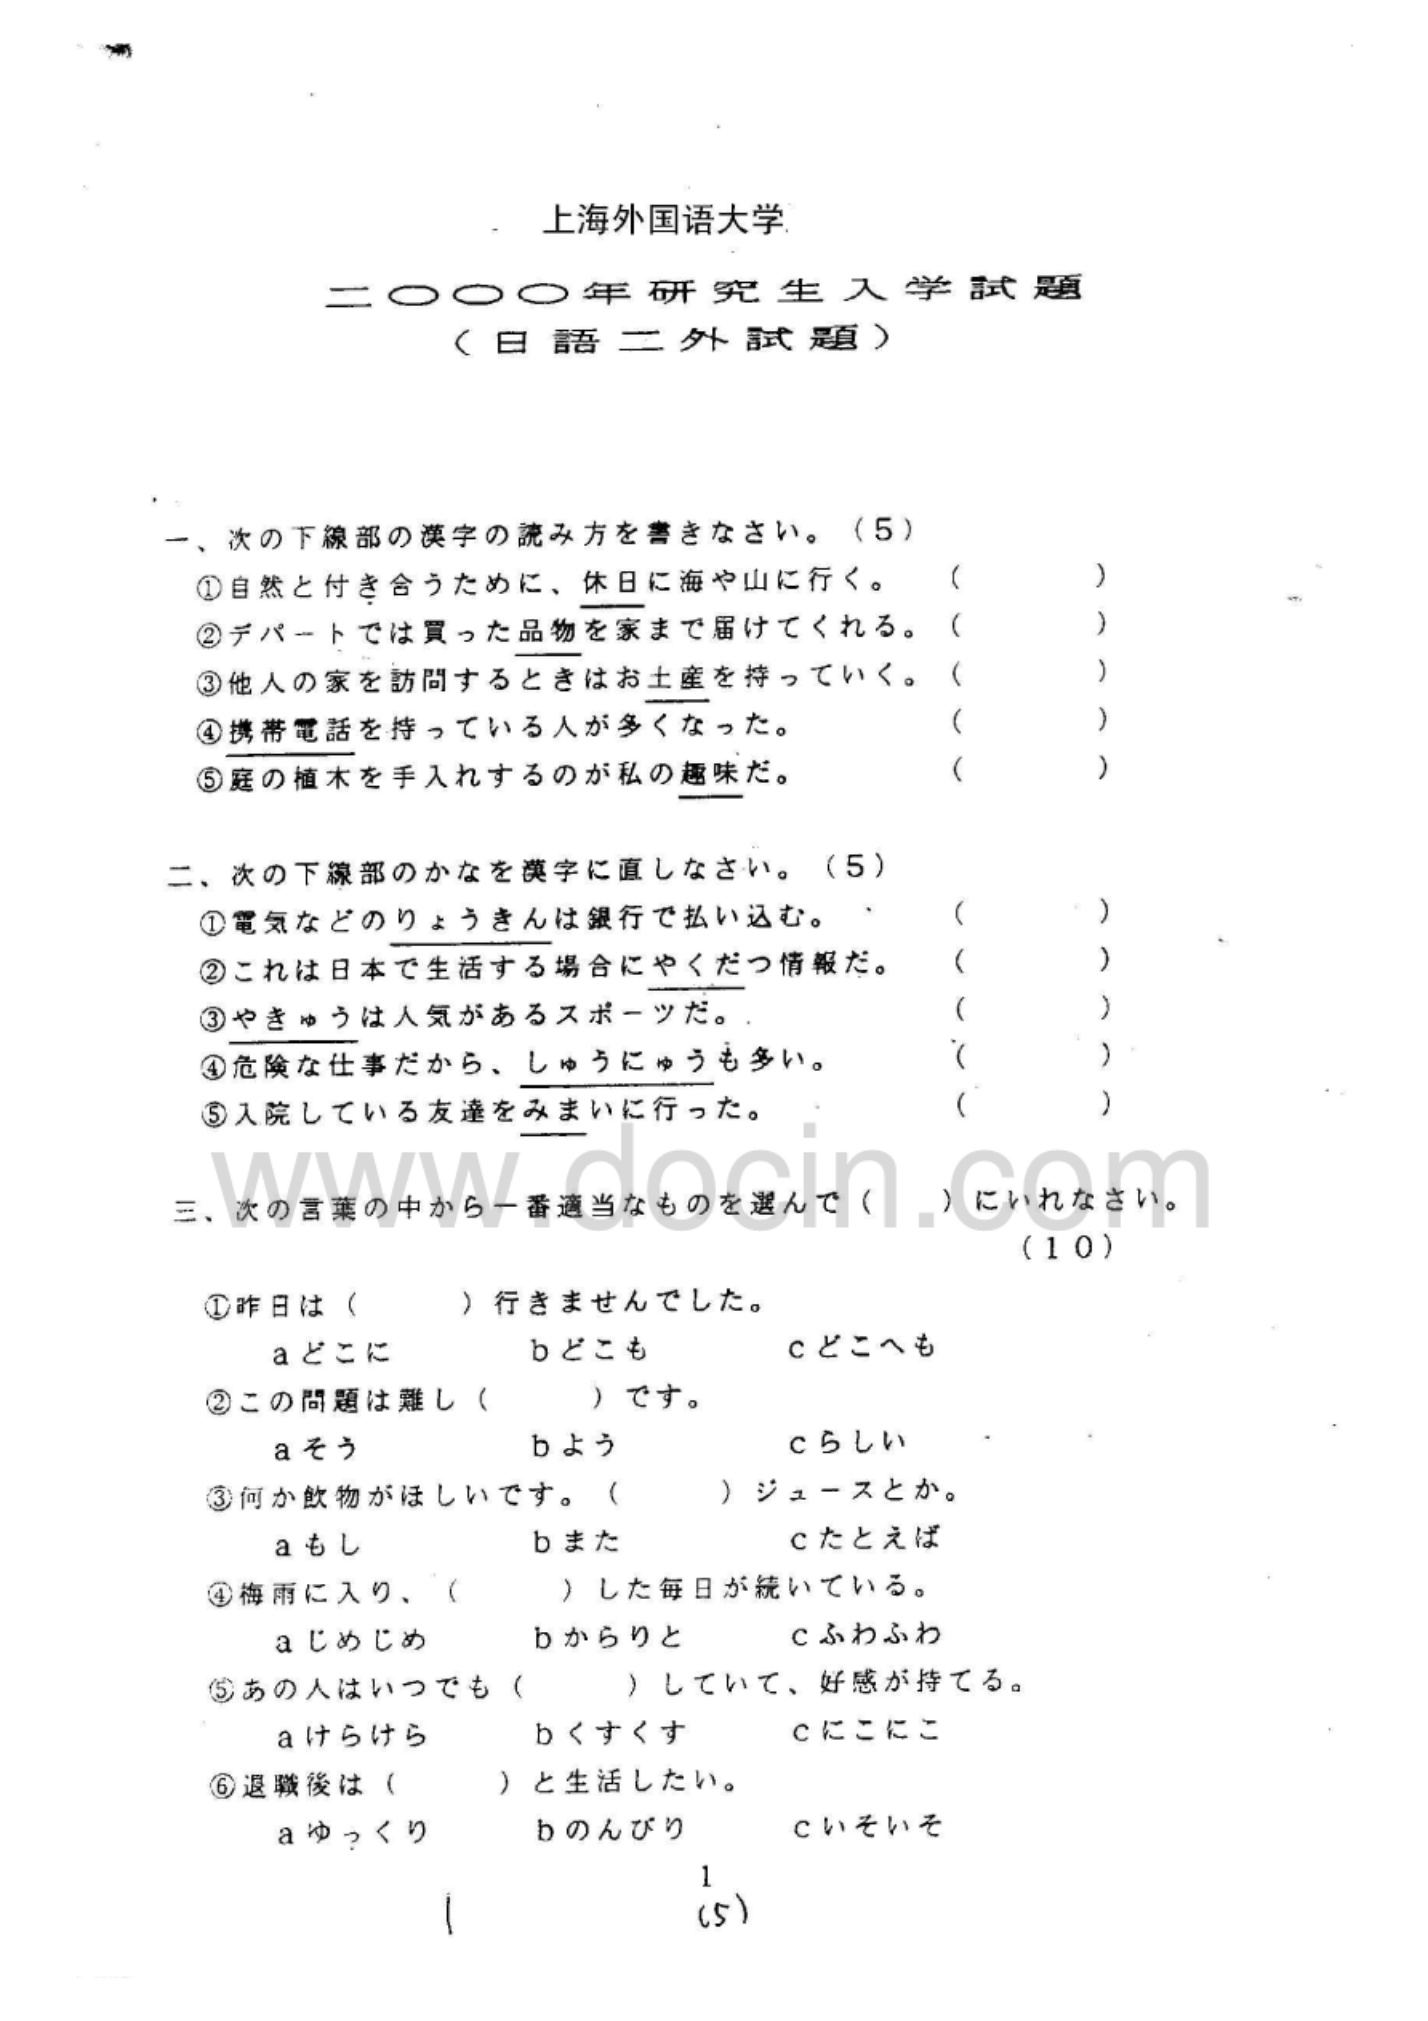 上海外国语大学
二〇〇〇年研究生入学試題
（日語二外試題）
一、次の下線部の漢字の読み方を書きなさい。（5）
①自然と付き合うために、休日に海や山に行く。（　　　　）
②デパートでは買った品物を家まで届けてくれる。（　　　　）
③他人の家を訪問するときはお土産を持っていく。（　　　　）
④携帯電話を持っている人が多くなった。（　　　　）
⑤庭の植木を手入れするのが私の趣味だ。（　　　　）
二、次の下線部のかなを漢字に直しなさい。（5）
①電気などのりょうきんは銀行で払い込む。（　　　　）
②これは日本で生活する場合にやくだつ情報だ。（　　　　）
③やきゅうは人気があるスポーツだ。（　　　　）
④危険な仕事だから、しゅうにゅうも多い。（　　　　）
⑤入院している友達をみまいに行った。（　　　　）
www.docin.com
三、次の言葉の中から一番適当なものを選んで（　　）にいれなさい。
（10）
①昨日は（　　　）行きませんでした。
aどこに　bどこも　cどこへも
②この問題は難し（　　　）です。
aそう　bよう　cらしい
③何か飲物がほしいです。（　　　）ジュースとか。
aもし　bまた　cたとえば
④梅雨に入り、（　　　）した毎日が続いている。
aじめじめ　bからりと　cふわふわ
⑤あの人はいつでも（　　　）していて、好感が持てる。
aけらけら　bくすくす　cにこにこ
⑥退職後は（　　　）と生活したい。
aゆっくり　bのんびり　cいそいそ
1
1　(5)